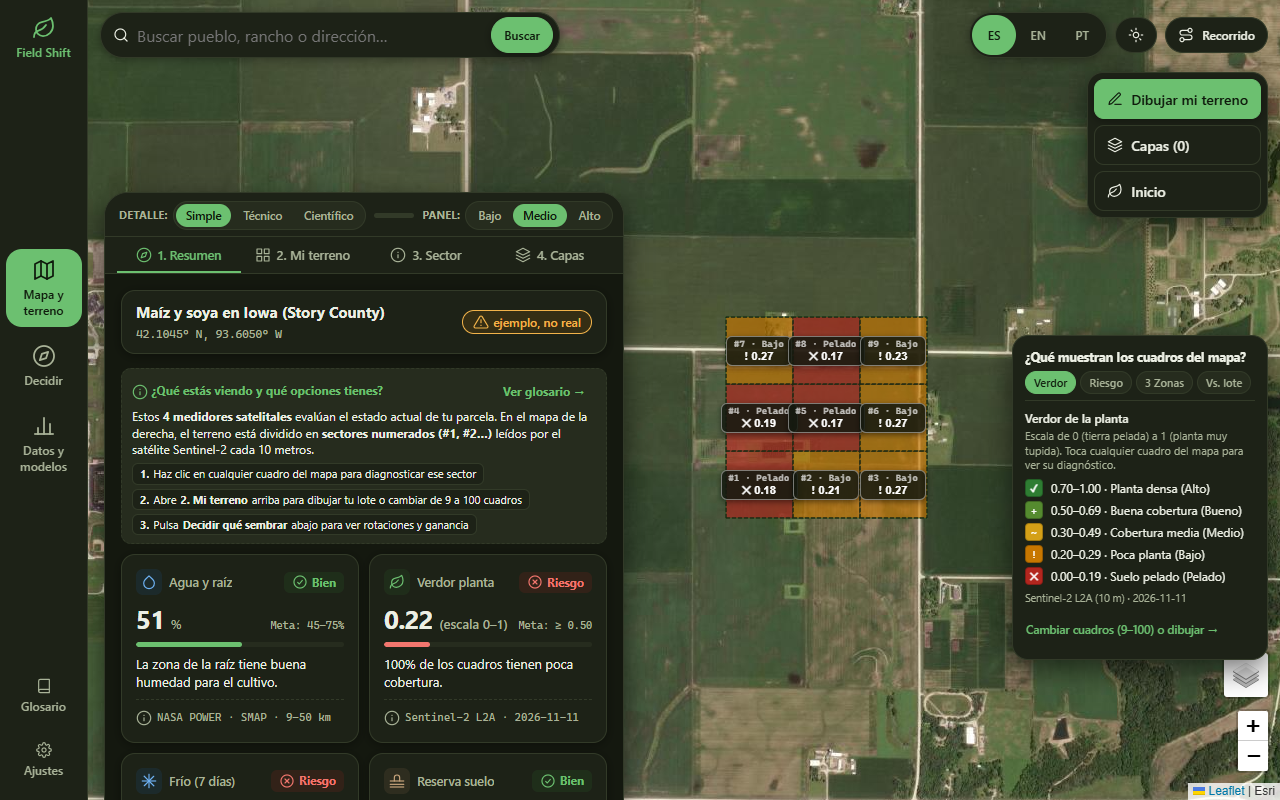 Field Shift
Buscar pueblo, rancho o dirección...
Buscar
ES
EN
PT
Recorrido
Dibujar mi terreno
Capas (0)
Inicio
Mapa y
terreno
Decidir
Datos y
modelos
Glosario
Ajustes
DETALLE:
Simple
Técnico
Científico
PANEL:
Bajo
Medio
Alto
1. Resumen
2. Mi terreno
3. Sector
4. Capas
Maíz y soya en Iowa (Story County)
42.1045° N, 93.6050° W
ejemplo, no real
¿Qué estás viendo y qué opciones tienes?
Ver glosario →
Estos 4 medidores satelitales evalúan el estado actual de tu parcela. En el mapa de la
derecha, el terreno está dividido en sectores numerados (#1, #2...) leídos por el
satélite Sentinel-2 cada 10 metros.
1. Haz clic en cualquier cuadro del mapa para diagnosticar ese sector
2. Abre 2. Mi terreno arriba para dibujar tu lote o cambiar de 9 a 100 cuadros
3. Pulsa Decidir qué sembrar abajo para ver rotaciones y ganancia
Agua y raíz
Bien
51 %
Meta: 45–75%
La zona de la raíz tiene buena
humedad para el cultivo.
NASA POWER · SMAP · 9–50 km
Verdor planta
Riesgo
0.22 (escala 0–1)
Meta: ≥ 0.50
100% de los cuadros tienen poca
cobertura.
Sentinel-2 L2A · 2026-11-11
Frío (7 días)
Riesgo
Reserva suelo
Bien
#7 · Bajo
! 0.27
#8 · Pelado
✕ 0.17
#9 · Bajo
! 0.23
#4 · Pelado
✕ 0.19
#5 · Pelado
✕ 0.17
#6 · Bajo
! 0.27
#1 · Pelado
✕ 0.18
#2 · Bajo
! 0.21
#3 · Bajo
! 0.27
¿Qué muestran los cuadros del mapa?
Verdor
Riesgo
3 Zonas
Vs. lote
Verdor de la planta
Escala de 0 (tierra pelada) a 1 (planta muy
tupida). Toca cualquier cuadro del mapa para
ver su diagnóstico.
0.70–1.00 · Planta densa (Alto)
0.50–0.69 · Buena cobertura (Bueno)
0.30–0.49 · Cobertura media (Medio)
0.20–0.29 · Poca planta (Bajo)
0.00–0.19 · Suelo pelado (Pelado)
Sentinel-2 L2A (10 m) · 2026-11-11
Cambiar cuadros (9–100) o dibujar →
+
−
Leaflet | Esri